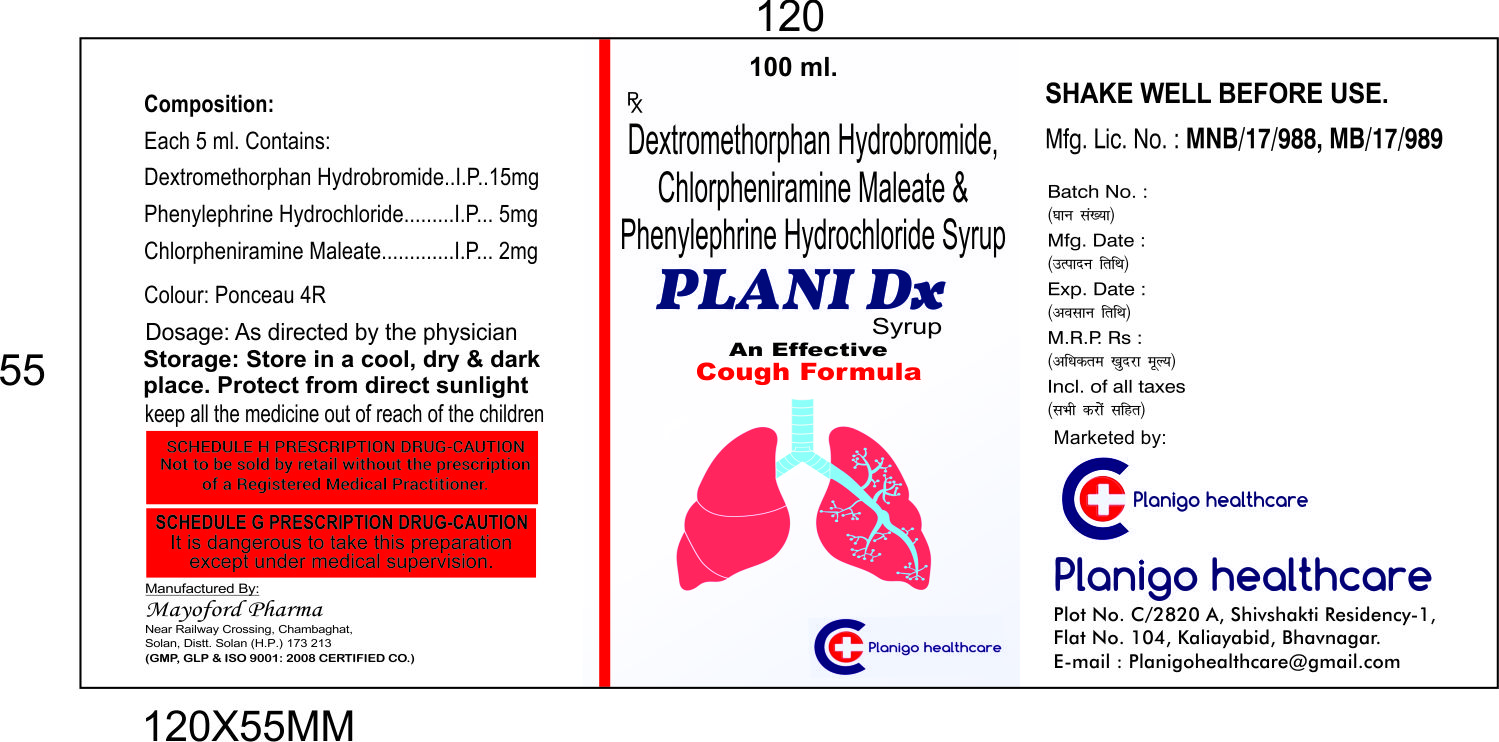 120
55
120X55MM
Composition:
Each 5 ml. Contains:
Dextromethorphan Hydrobromide..I.P..15mg
Phenylephrine Hydrochloride.........I.P... 5mg
Chlorpheniramine Maleate.............I.P... 2mg
Colour: Ponceau 4R
Dosage: As directed by the physician
Storage: Store in a cool, dry & dark
place. Protect from direct sunlight
keep all the medicine out of reach of the children
SCHEDULE H PRESCRIPTION DRUG-CAUTION
Not to be sold by retail without the prescription
of a Registered Medical Practitioner.
SCHEDULE G PRESCRIPTION DRUG-CAUTION
It is dangerous to take this preparation
except under medical supervision.
Manufactured By:
Mayoford Pharma
Near Railway Crossing, Chambaghat,
Solan, Distt. Solan (H.P.) 173 213
(GMP, GLP & ISO 9001: 2008 CERTIFIED CO.)
100 ml.
℞
Dextromethorphan Hydrobromide,
Chlorpheniramine Maleate &
Phenylephrine Hydrochloride Syrup
PLANI Dx
Syrup
An Effective
Cough Formula
Planigo healthcare
SHAKE WELL BEFORE USE.
Mfg. Lic. No. : MNB/17/988, MB/17/989
Batch No. :
(घान संख्या)
Mfg. Date :
(उत्पादन तिथि)
Exp. Date :
(अवसान तिथि)
M.R.P. Rs :
(अधिकतम खुदरा मूल्य)
Incl. of all taxes
(सभी करों सहित)
Marketed by:
Planigo healthcare
Planigo healthcare
Plot No. C/2820 A, Shivshakti Residency-1,
Flat No. 104, Kaliayabid, Bhavnagar.
E-mail : Planigohealthcare@gmail.com